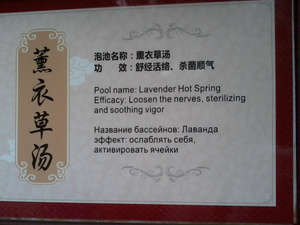 薰衣草汤
泡池名称：薰衣草汤
功 效：舒经活络、杀菌顺气
Pool name: Lavender Hot Spring
Efficacy: Loosen the nerves, sterilizing
and soothing vigor
Название бассейнов: Лаванда
эффект: ослаблять себя,
активировать ячейки